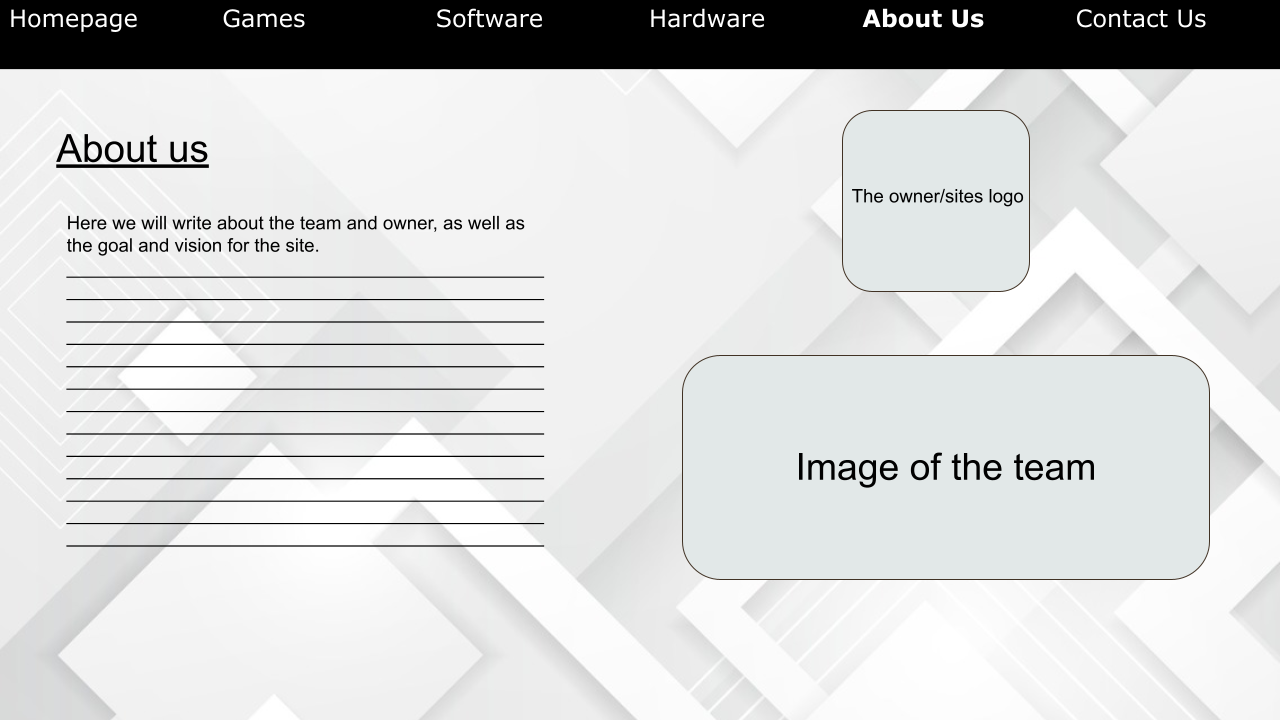 Homepage Games Software Hardware About Us Contact Us
About us
Here we will write about the team and owner, as well as
the goal and vision for the site.
The owner/sites logo
Image of the team